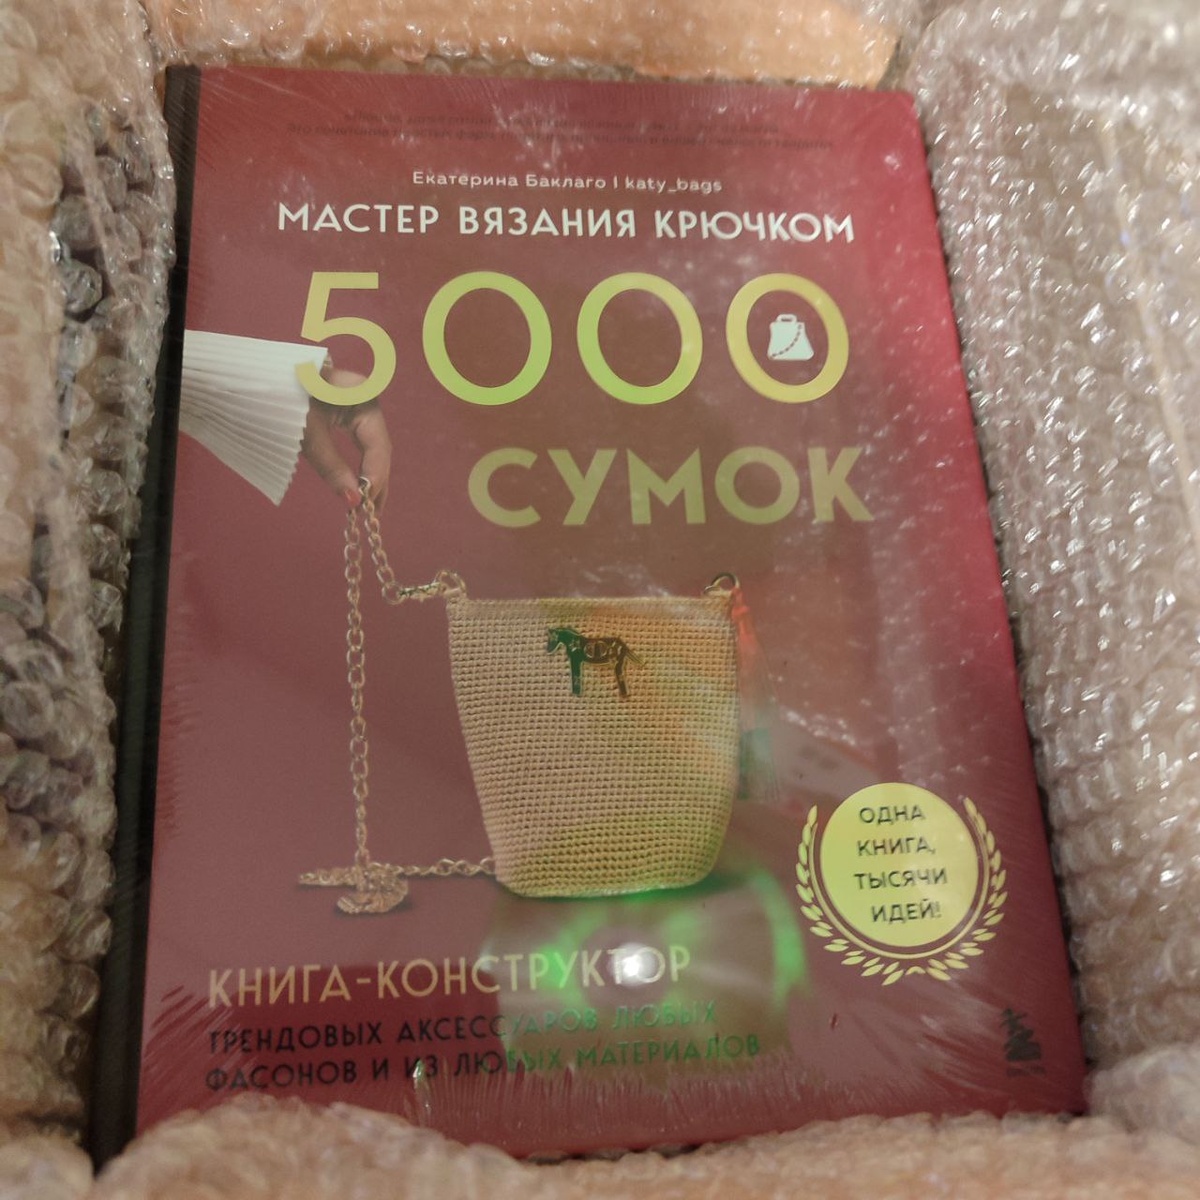 Екатерина Баклаго | katy_bags
МАСТЕР ВЯЗАНИЯ КРЮЧКОМ
5000
СУМОК
ОДНА
КНИГА,
ТЫСЯЧИ
ИДЕЙ!
КНИГА-КОНСТРУКТОР
ТРЕНДОВЫХ АКСЕССУАРОВ ЛЮБЫХ
ФАСОНОВ И ИЗ ЛЮБЫХ МАТЕРИАЛОВ